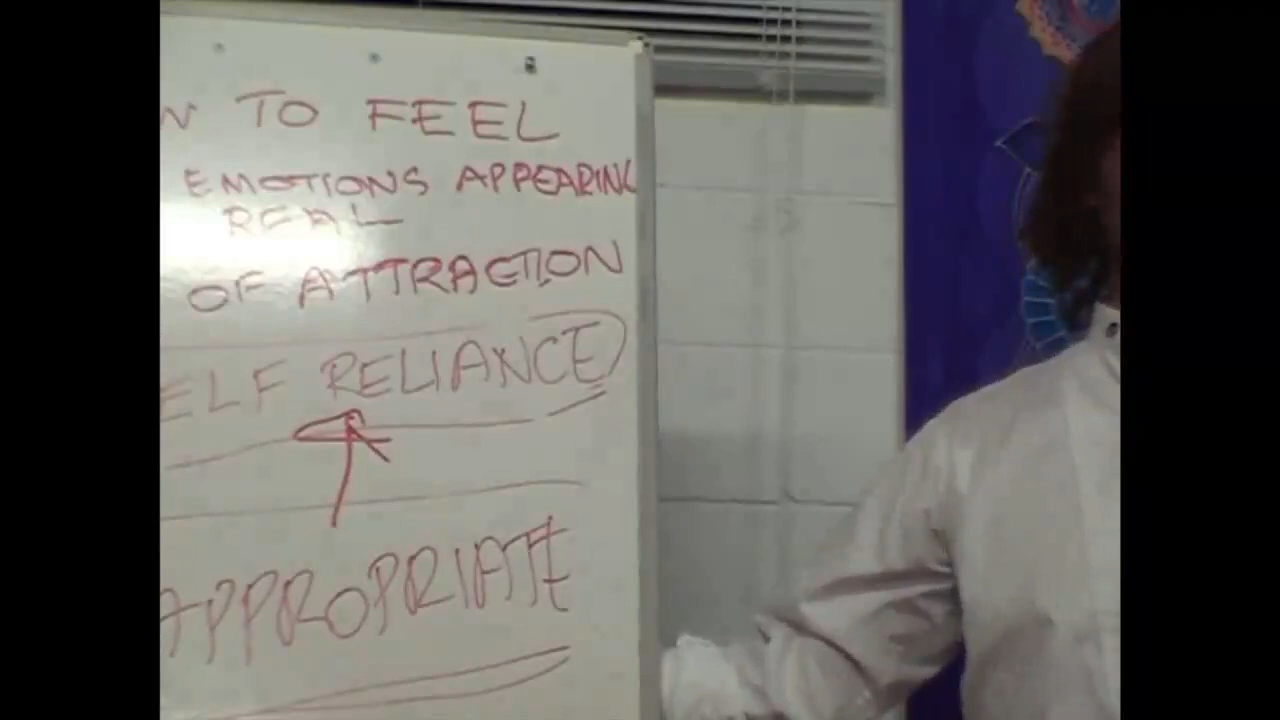 N TO FEEL
EMOTIONS APPEARING
REAL
OF ATTRACTION
ELF RELIANCE
APPROPRIATE